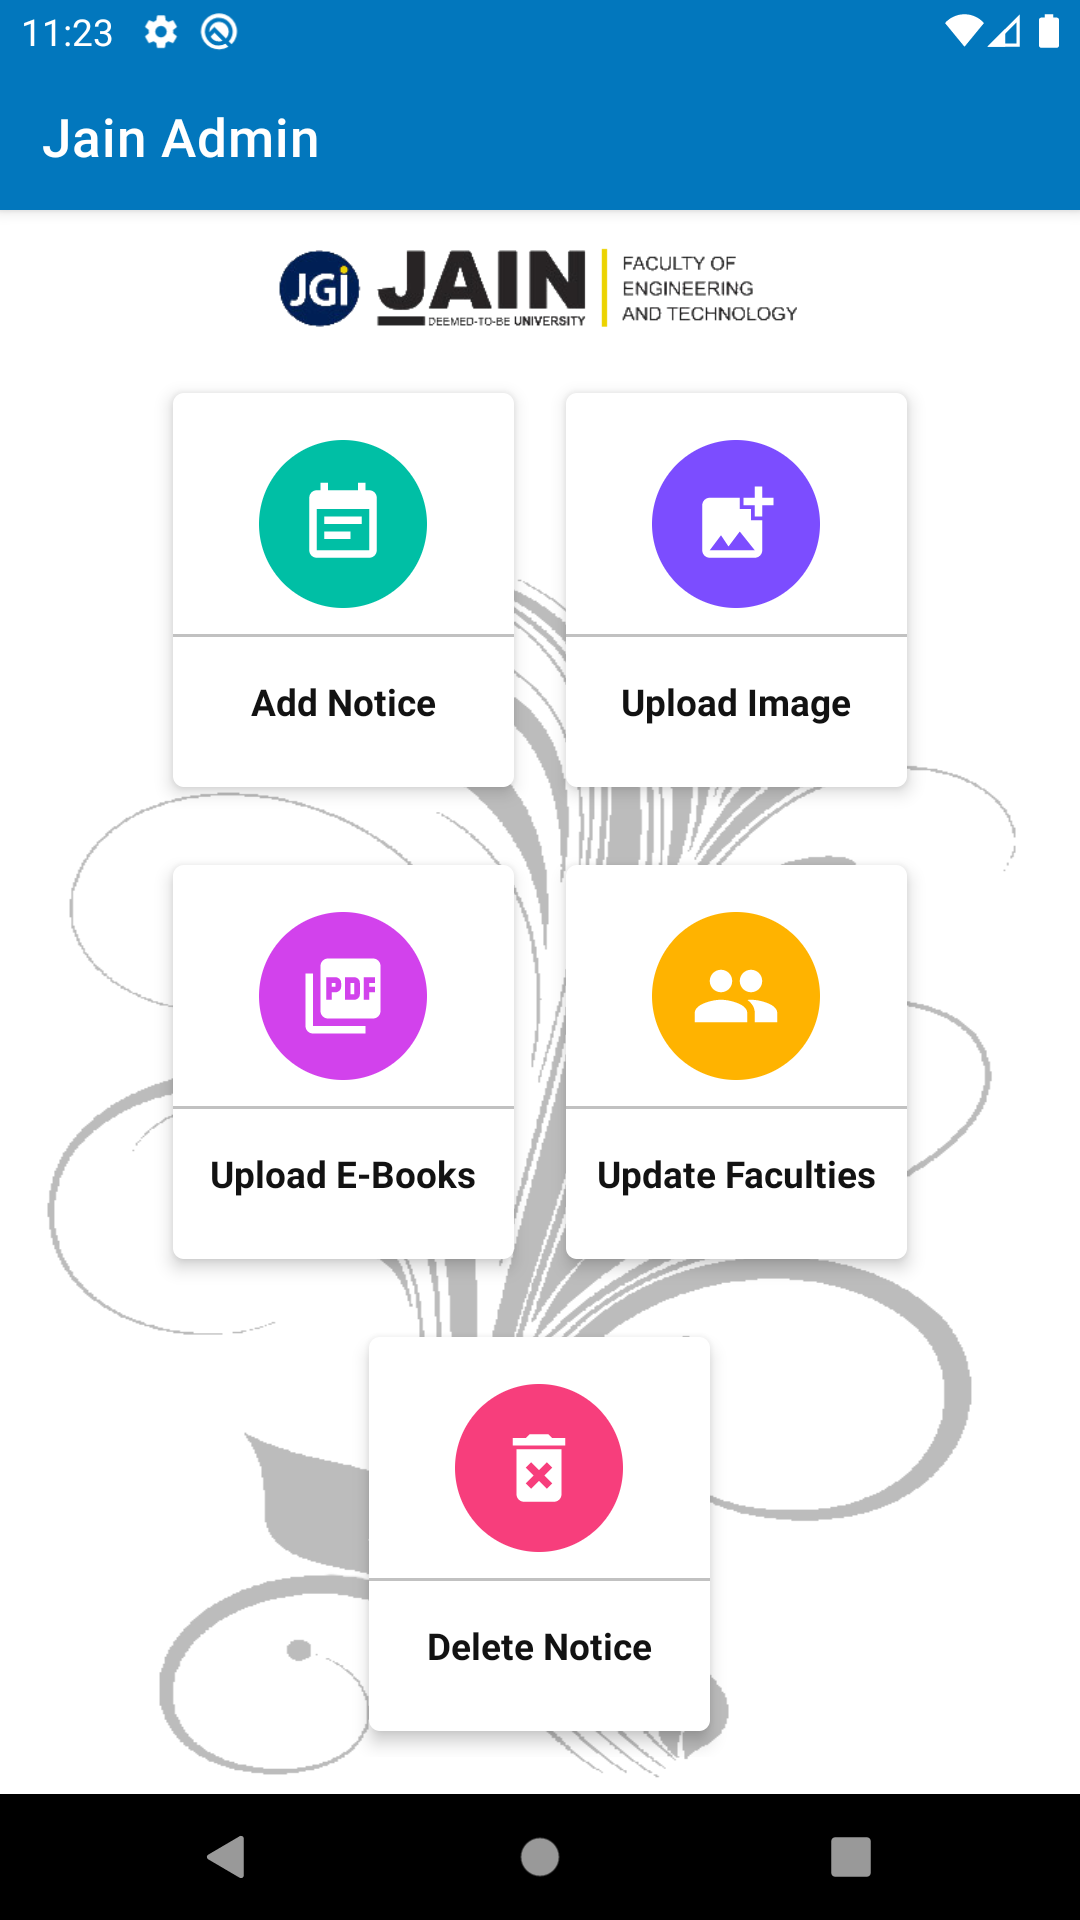 11:23
Jain Admin
JGi JAIN
DEEMED-TO-BE UNIVERSITY
FACULTY OF
ENGINEERING
AND TECHNOLOGY
Add Notice
Upload Image
PDF
Upload E-Books
Update Faculties
Delete Notice